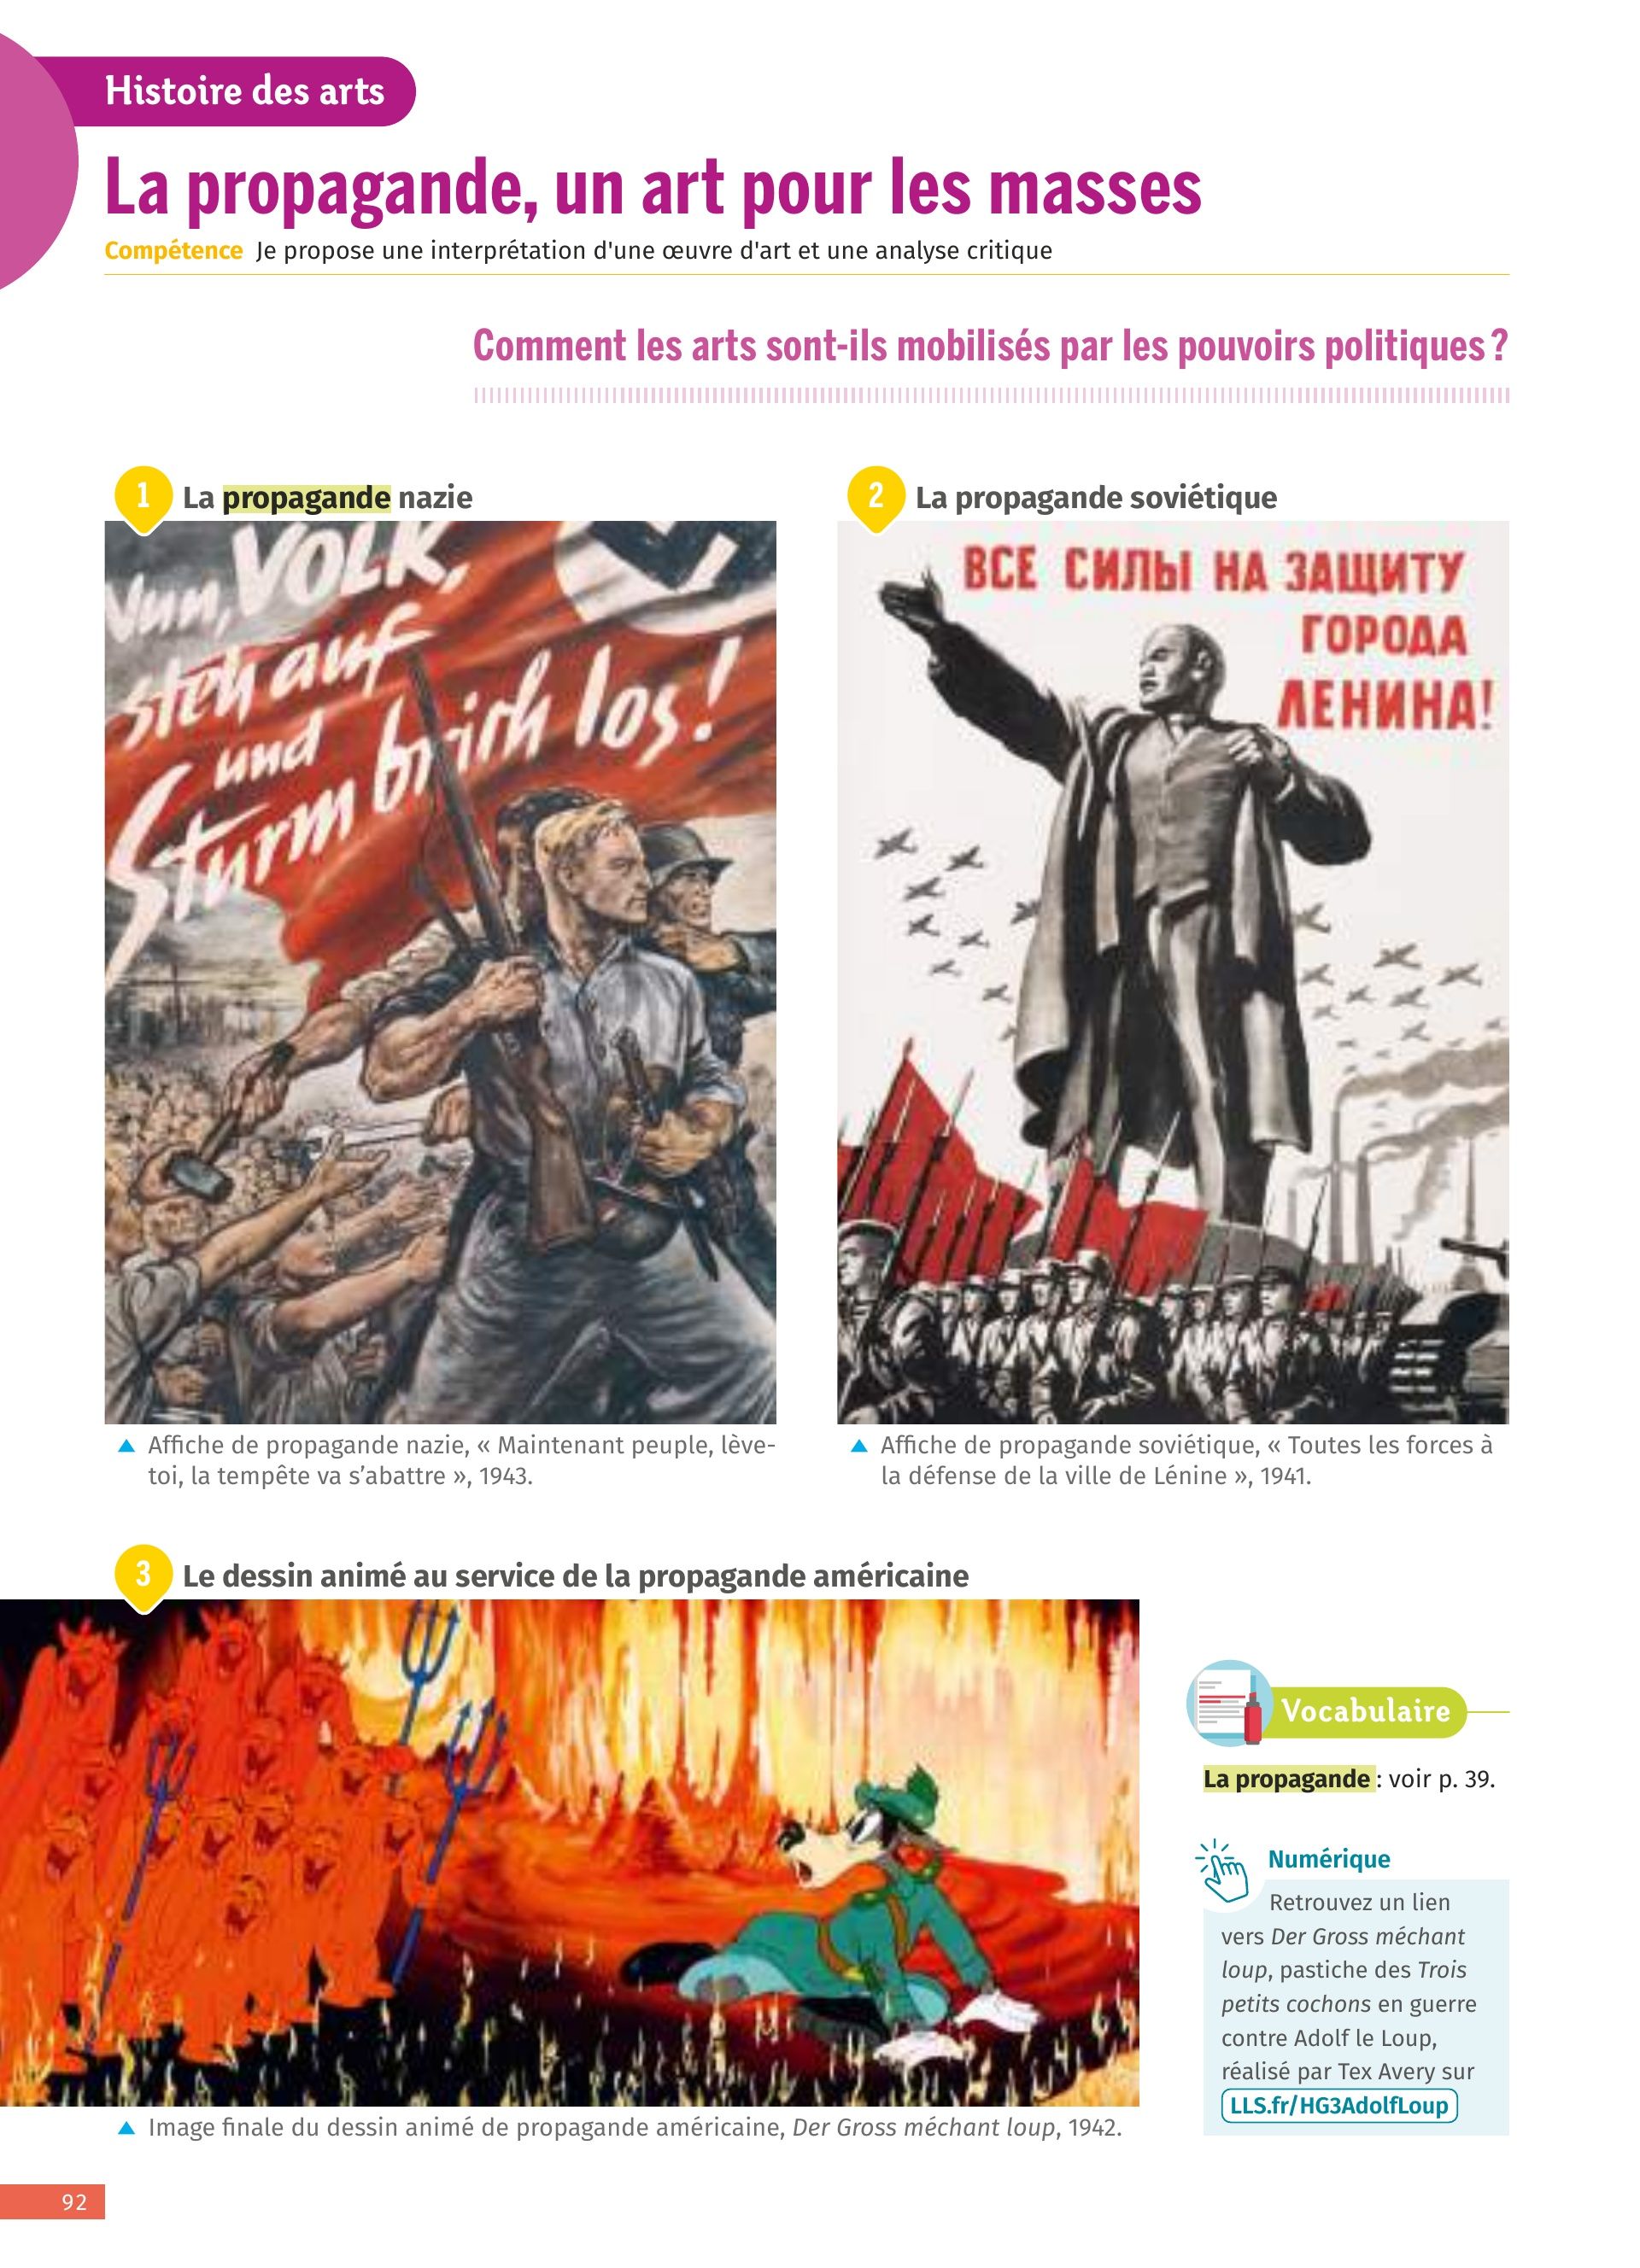 Histoire des arts
La propagande, un art pour les masses
Compétence Je propose une interprétation d'une œuvre d'art et une analyse critique
Comment les arts sont-ils mobilisés par les pouvoirs politiques ?
1 La propagande nazie
Nun, VOLK,
steh auf
und
Sturm brich los!
▲ Affiche de propagande nazie, « Maintenant peuple, lève-
toi, la tempête va s’abattre », 1943.
2 La propagande soviétique
ВСЕ СИЛЫ НА ЗАЩИТУ
ГОРОДА
ЛЕНИНА!
▲ Affiche de propagande soviétique, « Toutes les forces à
la défense de la ville de Lénine », 1941.
3 Le dessin animé au service de la propagande américaine
▲ Image finale du dessin animé de propagande américaine, Der Gross méchant loup, 1942.
Vocabulaire
La propagande : voir p. 39.
Numérique
Retrouvez un lien
vers Der Gross méchant
loup, pastiche des Trois
petits cochons en guerre
contre Adolf le Loup,
réalisé par Tex Avery sur
LLS.fr/HG3AdolfLoup
92